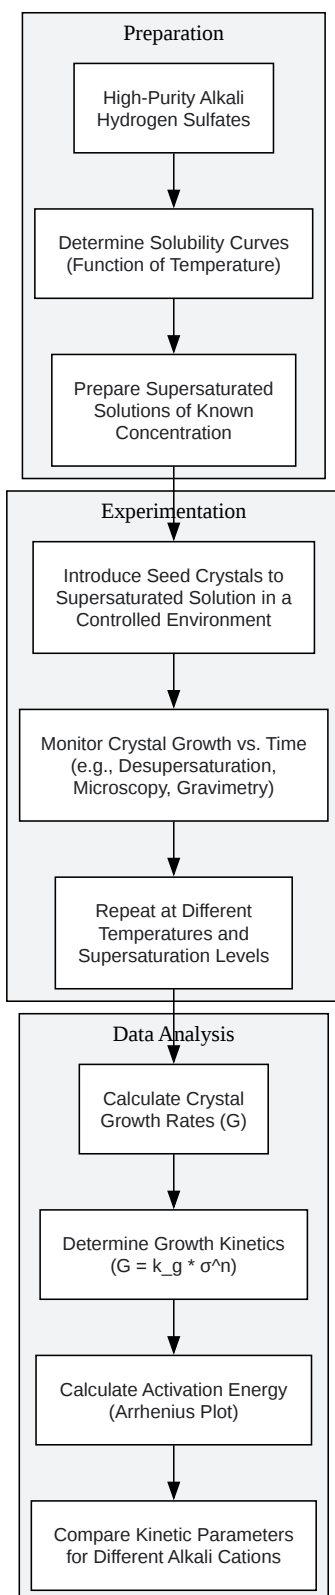 Preparation
High-Purity Alkali
Hydrogen Sulfates
Determine Solubility Curves
(Function of Temperature)
Prepare Supersaturated
Solutions of Known
Concentration
Experimentation
Introduce Seed Crystals to
Supersaturated Solution in a
Controlled Environment
Monitor Crystal Growth vs. Time
(e.g., Desupersaturation,
Microscopy, Gravimetry)
Repeat at Different
Temperatures and
Supersaturation Levels
Data Analysis
Calculate Crystal
Growth Rates (G)
Determine Growth Kinetics
(G = k_g * σ^n)
Calculate Activation Energy
(Arrhenius Plot)
Compare Kinetic Parameters
for Different Alkali Cations